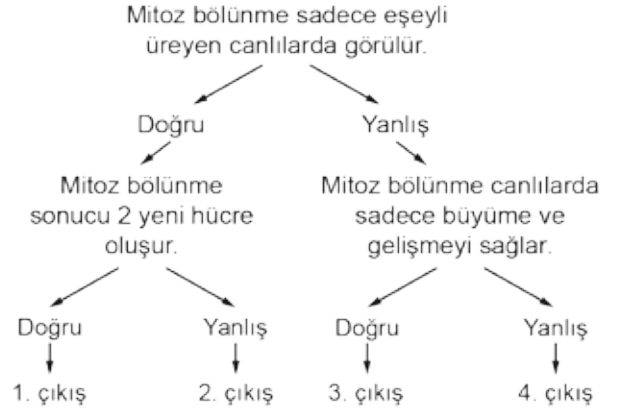 Mitoz bölünme sadece eşeyli
üreyen canlılarda görülür.
Doğru
Yanlış
Mitoz bölünme
sonucu 2 yeni hücre
oluşur.
Mitoz bölünme canlılarda
sadece büyüme ve
gelişmeyi sağlar.
Doğru
Yanlış
Doğru
Yanlış
1. çıkış
2. çıkış
3. çıkış
4. çıkış